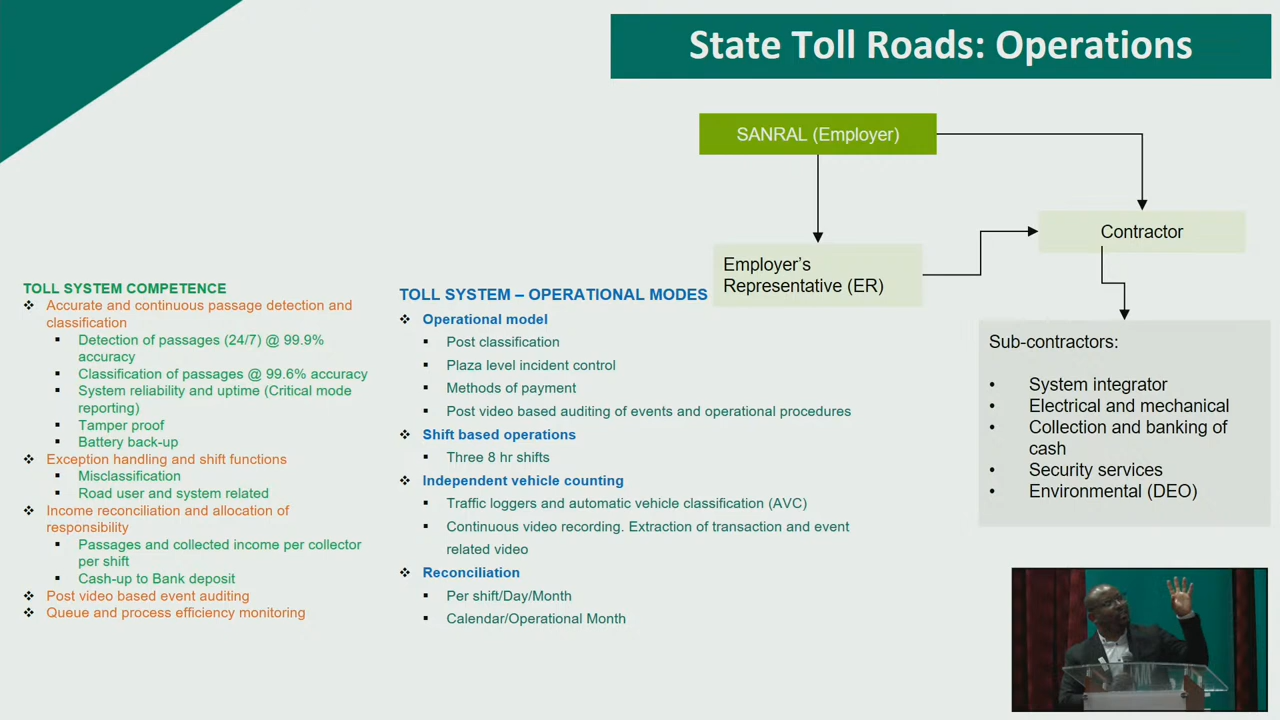 State Toll Roads: Operations
SANRAL (Employer)
Contractor
Employer’s
Representative (ER)
Sub-contractors:
• System integrator
• Electrical and mechanical
• Collection and banking of
cash
• Security services
• Environmental (DEO)
TOLL SYSTEM COMPETENCE
❖ Accurate and continuous passage detection and
classification
▪ Detection of passages (24/7) @ 99.9%
accuracy
▪ Classification of passages @ 99.6% accuracy
▪ System reliability and uptime (Critical mode
reporting)
▪ Tamper proof
▪ Battery back-up
❖ Exception handling and shift functions
▪ Misclassification
▪ Road user and system related
❖ Income reconciliation and allocation of
responsibility
▪ Passages and collected income per collector
per shift
▪ Cash-up to Bank deposit
❖ Post video based event auditing
❖ Queue and process efficiency monitoring
TOLL SYSTEM – OPERATIONAL MODES
❖ Operational model
▪ Post classification
▪ Plaza level incident control
▪ Methods of payment
▪ Post video based auditing of events and operational procedures
❖ Shift based operations
▪ Three 8 hr shifts
❖ Independent vehicle counting
▪ Traffic loggers and automatic vehicle classification (AVC)
▪ Continuous video recording. Extraction of transaction and event
related video
❖ Reconciliation
▪ Per shift/Day/Month
▪ Calendar/Operational Month